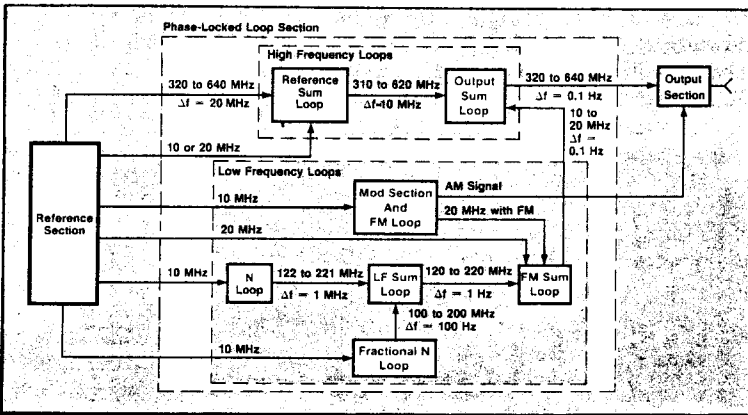 Phase-Locked Loop Section
High Frequency Loops
320 to 640 MHz
Δf = 20 MHz
Reference
Sum
Loop
310 to 620 MHz
Δf=10 MHz
Output
Sum
Loop
320 to 640 MHz
Δf = 0.1 Hz
Output
Section
10 to
20 MHz
Δf =
0.1 Hz
10 or 20 MHz
Low Frequency Loops
Reference
Section
10 MHz
Mod Section
And
FM Loop
AM Signal
20 MHz with FM
20 MHz
10 MHz
N
Loop
122 to 221 MHz
Δf = 1 MHz
LF Sum
Loop
120 to 220 MHz
Δf = 1 Hz
FM Sum
Loop
100 to 200 MHz
Δf = 100 Hz
10 MHz
Fractional N
Loop